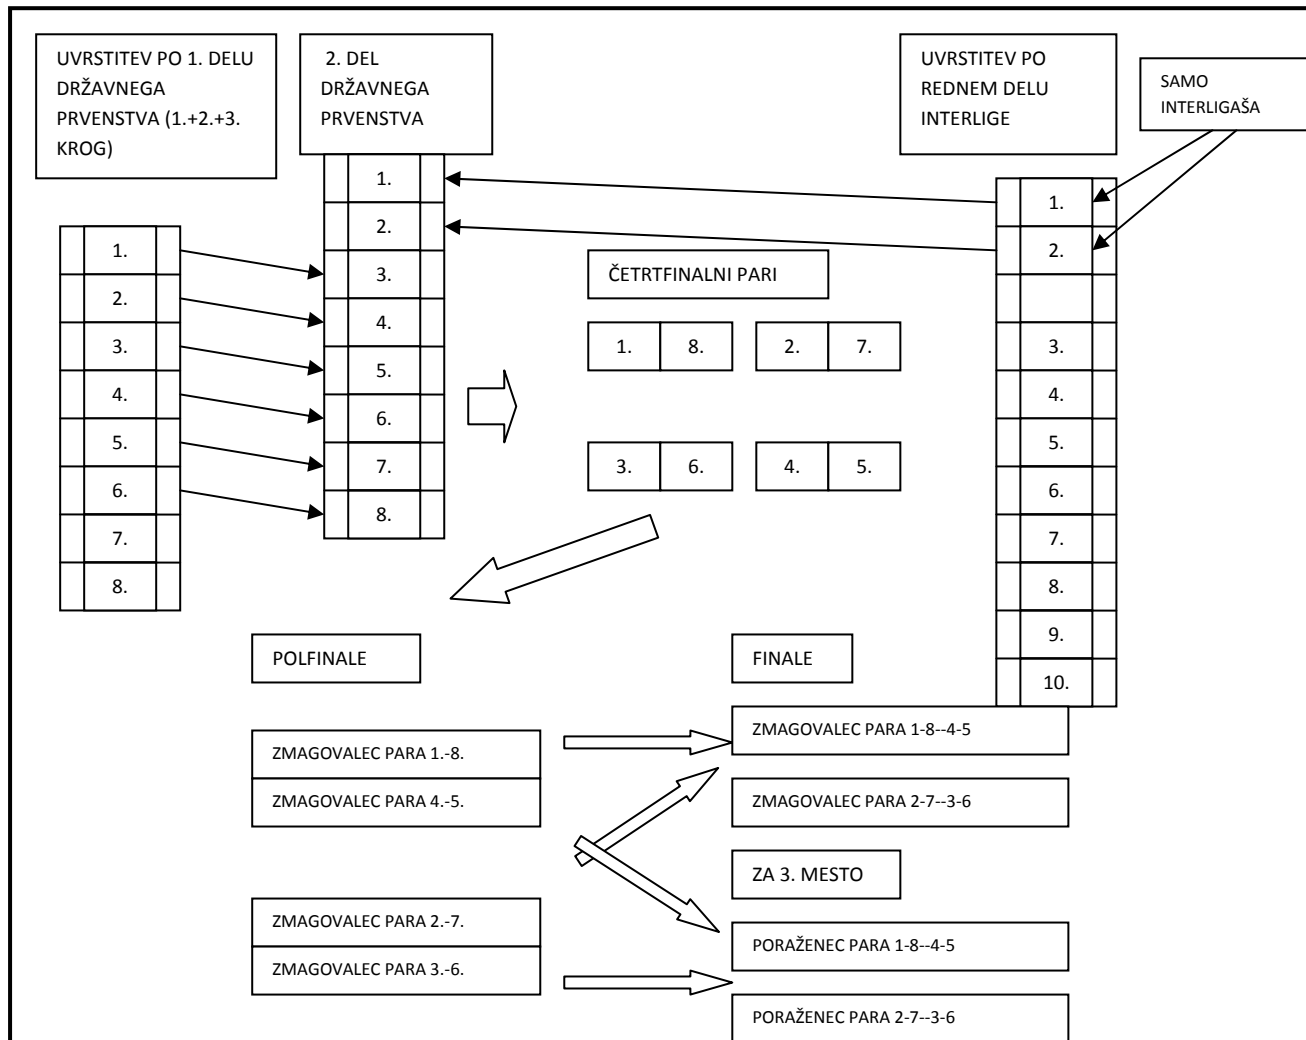 UVRSTITEV PO 1. DELU
DRŽAVNEGA
PRVENSTVA (1.+2.+3.
KROG)
2. DEL
DRŽAVNEGA
PRVENSTVA
UVRSTITEV PO
REDNEM DELU
INTERLIGE
SAMO
INTERLIGAŠA
1.
2.
3.
4.
5.
6.
7.
8.
1.
2.
3.
4.
5.
6.
7.
8.
ČETRTFINALNI PARI
1. 8. 2. 7.
3. 6. 4. 5.
1.
2.
3.
4.
5.
6.
7.
8.
9.
10.
POLFINALE
ZMAGOVALEC PARA 1.-8.
ZMAGOVALEC PARA 4.-5.
ZMAGOVALEC PARA 2.-7.
ZMAGOVALEC PARA 3.-6.
FINALE
ZMAGOVALEC PARA 1-8--4-5
ZMAGOVALEC PARA 2-7--3-6
ZA 3. MESTO
PORAŽENEC PARA 1-8--4-5
PORAŽENEC PARA 2-7--3-6